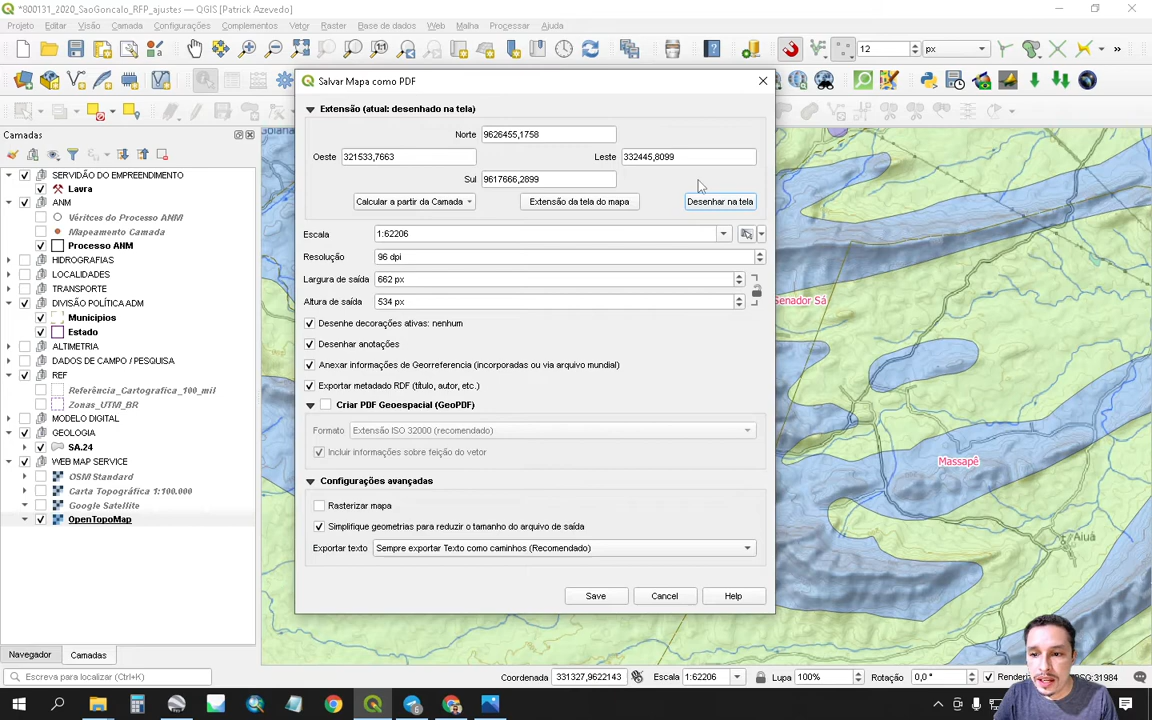 *800131_2020_SaoGoncalo_RFP_ajustes — QGIS [Patrick Azevedo]
Projeto Editar Visão Camada Configurações Complementos Vetor Raster Base de dados Web Malha Processar Ajuda
12 px
Salvar Mapa como PDF
Extensão (atual: desenhado na tela)
Norte 9626455,1758
Oeste 321533,7663 Leste 332445,8099
Sul 9617666,2899
Calcular a partir da Camada Extensão da tela do mapa Desenhar na tela
Escala 1:62206
Resolução 96 dpi
Largura de saída 662 px
Altura de saída 534 px
Desenhe decorações ativas: nenhum
Desenhar anotações
Anexar informações de Georreferencia (incorporadas ou via arquivo mundial)
Exportar metadado RDF (título, autor, etc.)
Criar PDF Geoespacial (GeoPDF)
Formato Extensão ISO 32000 (recomendado)
Incluir informações sobre feição do vetor
Configurações avançadas
Rasterizar mapa
Simplifique geometrias para reduzir o tamanho do arquivo de saída
Exportar texto Sempre exportar Texto como caminhos (Recomendado)
Save Cancel Help
Camadas
SERVIDÃO DO EMPREENDIMENTO
Lavra
ANM
Véritces do Processo ANM
Mapeamento Camada
Processo ANM
HIDROGRAFIAS
LOCALIDADES
TRANSPORTE
DIVISÃO POLÍTICA ADM
Municipios
Estado
ALTIMETRIA
DADOS DE CAMPO / PESQUISA
REF
Referência_Cartografica_100_mil
Zonas_UTM_BR
MODELO DIGITAL
GEOLOGIA
SA.24
WEB MAP SERVICE
OSM Standard
Carta Topográfica 1:100.000
Google Satellite
OpenTopoMap
Senador Sá
Massapê
Aiuá
Navegador Camadas
Escreva para localizar (Ctrl+K)
Coordenada 331327,9622143 Escala 1:62206 Lupa 100% Rotação 0,0 °